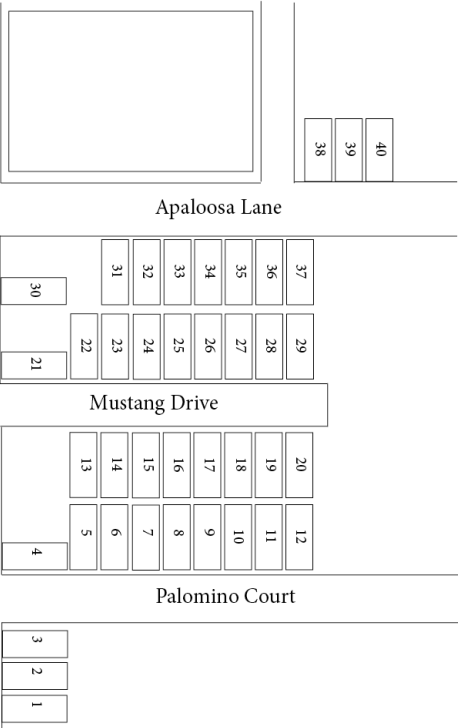 38 39 40
Apaloosa Lane
31 32 33 34 35 36 37
30
22 23 24 25 26 27 28 29
21
Mustang Drive
13 14 15 16 17 18 19 20
5 6 7 8 9 10 11 12
4
Palomino Court
3
2
1